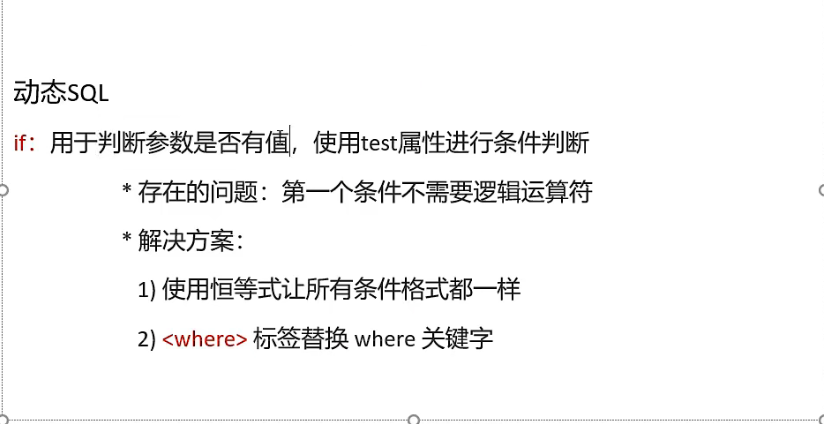 动态SQL
if：用于判断参数是否有值，使用test属性进行条件判断
* 存在的问题：第一个条件不需要逻辑运算符
* 解决方案：
1) 使用恒等式让所有条件格式都一样
2) <where> 标签替换 where 关键字